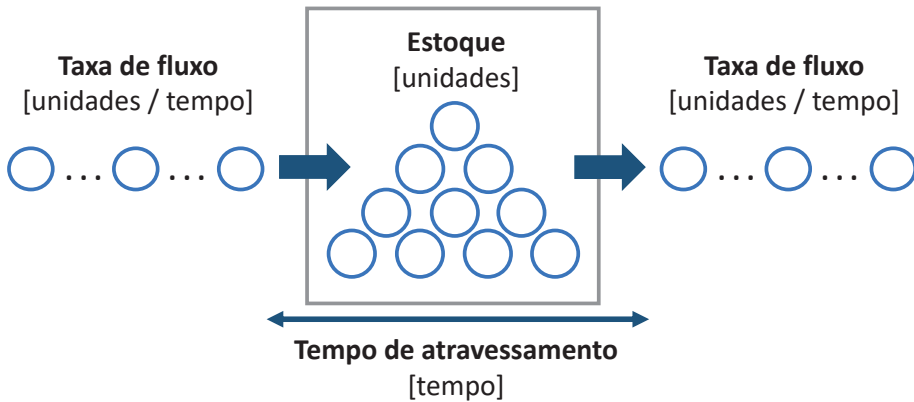 Taxa de fluxo
[unidades / tempo]
... ...
Estoque
[unidades]
Taxa de fluxo
[unidades / tempo]
... ...
Tempo de atravessamento
[tempo]